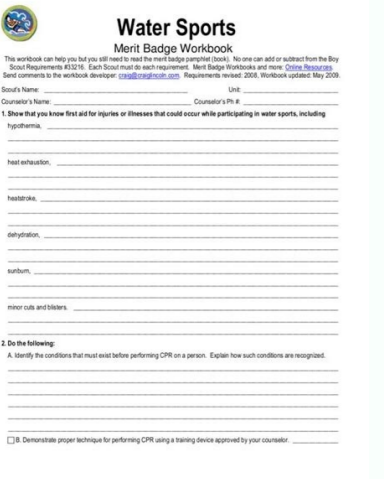 Water Sports
Merit Badge Workbook
This workbook can help you but you still need to read the merit badge pamphlet (book). No one can add or subtract from the Boy
Scout Requirements #33216. Each Scout must do each requirement. Merit Badge Workbooks and more: Online Resources.
Send comments to the workbook developer: craig@craiglincoln.com. Requirements revised: 2008, Workbook updated: May 2009.
Scout's Name: Unit:
Counselor's Name: Counselor's Ph #:
1. Show that you know first aid for injuries or illnesses that could occur while participating in water sports, including
hypothermia,
heat exhaustion,
heatstroke,
dehydration,
sunburn,
minor cuts and blisters.
2. Do the following:
A. Identify the conditions that must exist before performing CPR on a person. Explain how such conditions are recognized.
B. Demonstrate proper technique for performing CPR using a training device approved by your counselor.